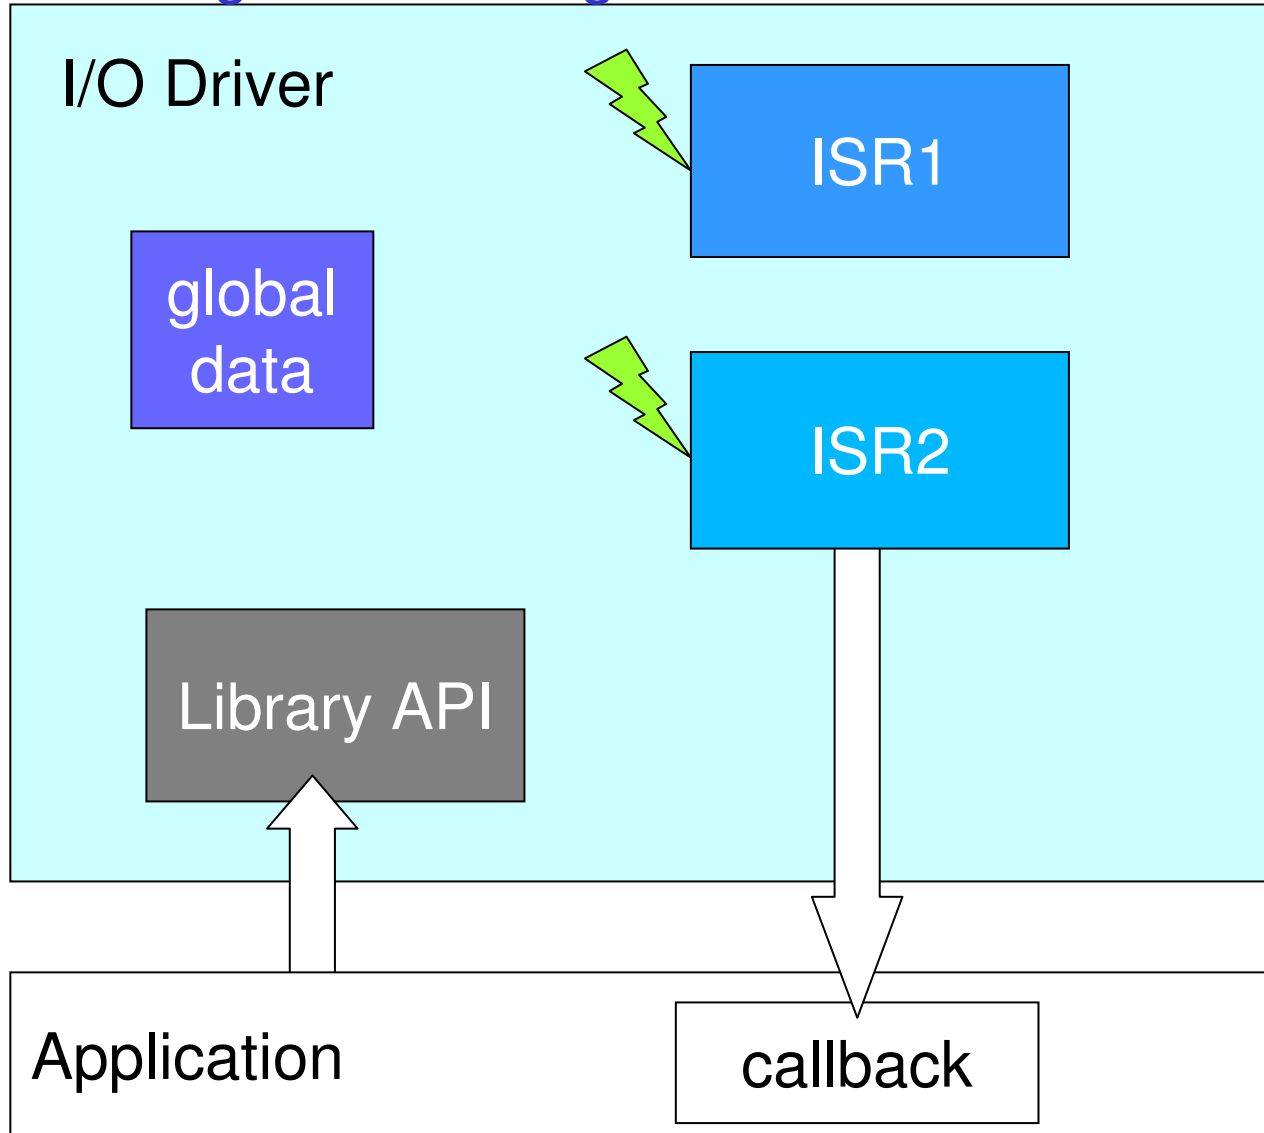 I/O Driver
ISR1
global
data
ISR2
Library API
Application
callback